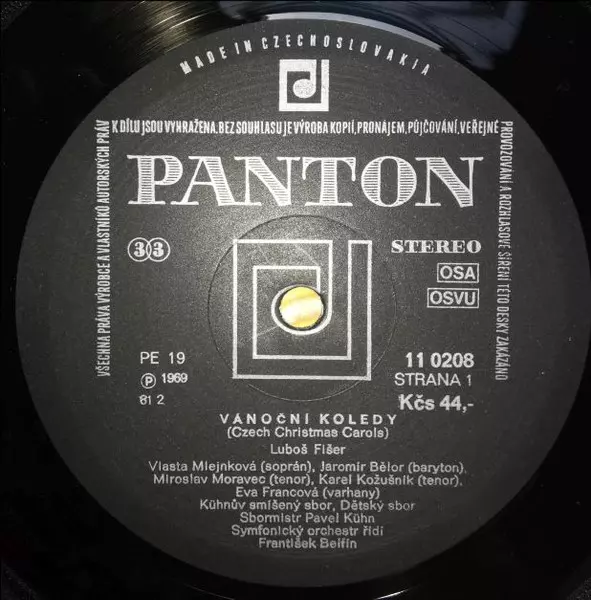 MADE IN CZECHOSLOVAKIA
VŠECHNA PRÁVA VÝROBCE A VLASTNÍKŮ AUTORSKÝCH PRÁV
K DÍLU JSOU VYHRAŽENA. BEZ SOUHLASU JE VÝROBA KOPIÍ, PRONÁJEM, PŮJČOVÁNÍ, VEŘEJNÉ
PROVOZOVÁNÍ A ROZHLASOVÉ ŠÍŘENÍ TÉTO DESKY ZAKÁZÁNO
PANTON
33
STEREO
OSA
OSVU
PE 19
11 0208
Ⓟ 1969
STRANA 1
81 2
Kčs 44,-
VÁNOČNÍ KOLEDY
(Czech Christmas Carols)
Luboš Fišer
Vlasta Mlejnková (soprán), Jaromír Bělor (baryton),
Miroslav Moravec (tenor), Karel Kožušník (tenor),
Eva Francová (varhany)
Kühnův smíšený sbor, Dětský sbor
Sbormistr Pavel Kühn
Symfonický orchestr řídí
František Belfín